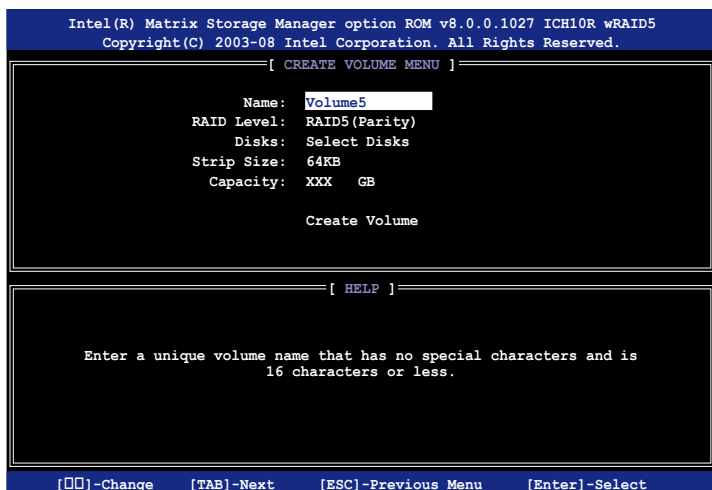 Intel(R) Matrix Storage Manager option ROM v8.0.0.1027 ICH10R wRAID5
Copyright(C) 2003-08 Intel Corporation. All Rights Reserved.
[ CREATE VOLUME MENU ]
Name: Volume5
RAID Level: RAID5(Parity)
Disks: Select Disks
Strip Size: 64KB
Capacity: XXX GB
Create Volume
[ HELP ]
Enter a unique volume name that has no special characters and is
16 characters or less.
[▯▯]-Change [TAB]-Next [ESC]-Previous Menu [Enter]-Select